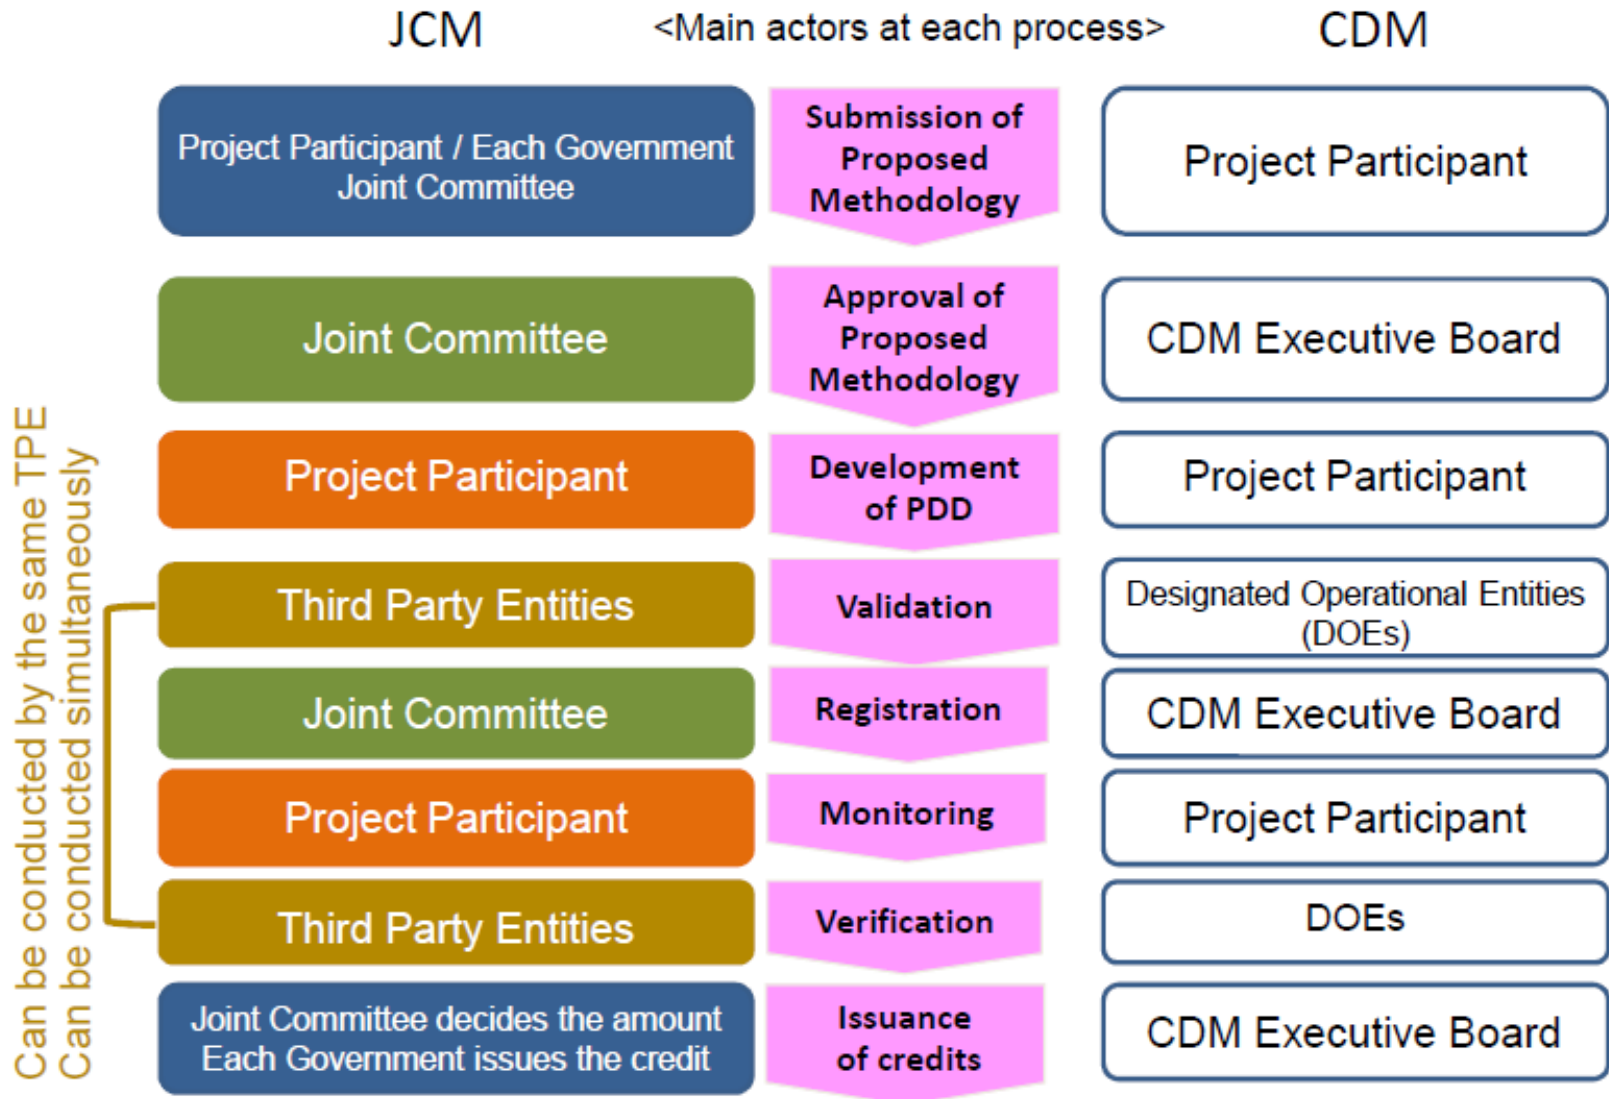 JCM
<Main actors at each process>
CDM
Project Participant / Each Government
Joint Committee
Submission of
Proposed
Methodology
Project Participant
Joint Committee
Approval of
Proposed
Methodology
CDM Executive Board
Project Participant
Development
of PDD
Project Participant
Third Party Entities
Validation
Designated Operational Entities
(DOEs)
Joint Committee
Registration
CDM Executive Board
Project Participant
Monitoring
Project Participant
Third Party Entities
Verification
DOEs
Joint Committee decides the amount
Each Government issues the credit
Issuance
of credits
CDM Executive Board
Can be conducted by the same TPE
Can be conducted simultaneously